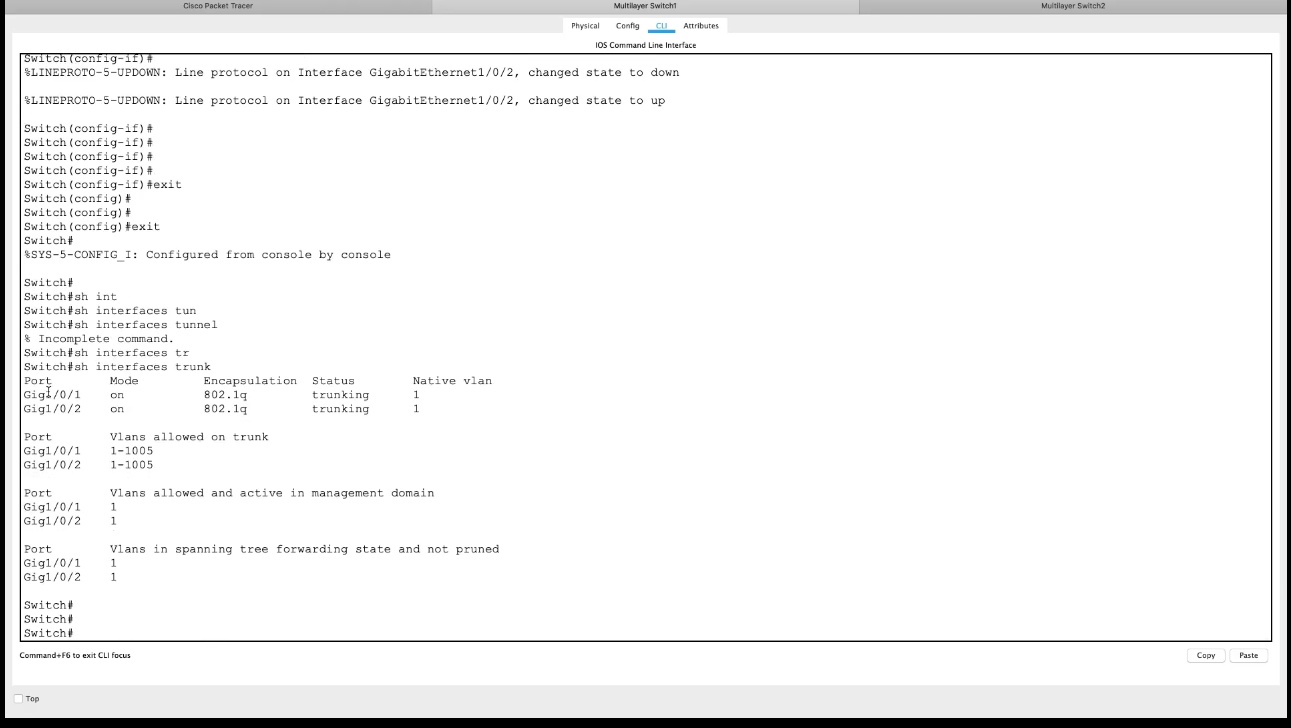 Cisco Packet Tracer
Multilayer Switch1
Multilayer Switch2
Physical Config CLI Attributes
IOS Command Line Interface
Switch(config-if)#
%LINEPROTO-5-UPDOWN: Line protocol on Interface GigabitEthernet1/0/2, changed state to down
%LINEPROTO-5-UPDOWN: Line protocol on Interface GigabitEthernet1/0/2, changed state to up
Switch(config-if)#
Switch(config-if)#
Switch(config-if)#
Switch(config-if)#
Switch(config-if)#exit
Switch(config)#
Switch(config)#
Switch(config)#exit
Switch#
%SYS-5-CONFIG_I: Configured from console by console
Switch#
Switch#sh int
Switch#sh interfaces tun
Switch#sh interfaces tunnel
% Incomplete command.
Switch#sh interfaces tr
Switch#sh interfaces trunk
Port Mode Encapsulation Status Native vlan
Gig1/0/1 on 802.1q trunking 1
Gig1/0/2 on 802.1q trunking 1
Port Vlans allowed on trunk
Gig1/0/1 1-1005
Gig1/0/2 1-1005
Port Vlans allowed and active in management domain
Gig1/0/1 1
Gig1/0/2 1
Port Vlans in spanning tree forwarding state and not pruned
Gig1/0/1 1
Gig1/0/2 1
Switch#
Switch#
Switch#
Command+F6 to exit CLI focus
Copy Paste
Top